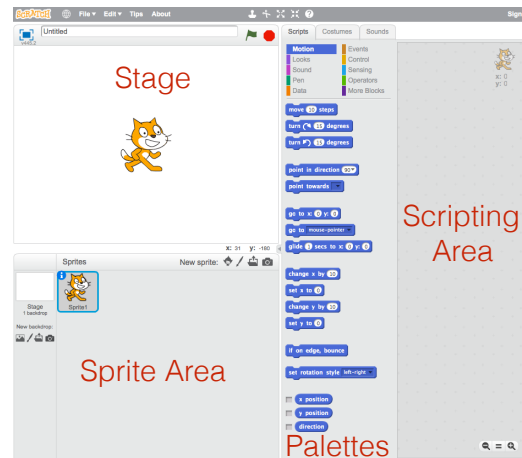 SCRATCH File Edit Tips About Sign
Untitled
v442.2
Stage
x: 31 y: -180
Sprites New sprite:
Stage
1 backdrop
New backdrop:
Sprite1
Sprite Area
Scripts Costumes Sounds
Motion Events
Looks Control
Sound Sensing
Pen Operators
Data More Blocks
move 10 steps
turn 15 degrees
turn 15 degrees
point in direction 90
point towards
go to x: 0 y: 0
go to mouse-pointer
glide 1 secs to x: 0 y: 0
change x by 10
set x to 0
change y by 10
set y to 0
if on edge, bounce
set rotation style left-right
x position
y position
direction
Palettes
x: 0
y: 0
Scripting
Area